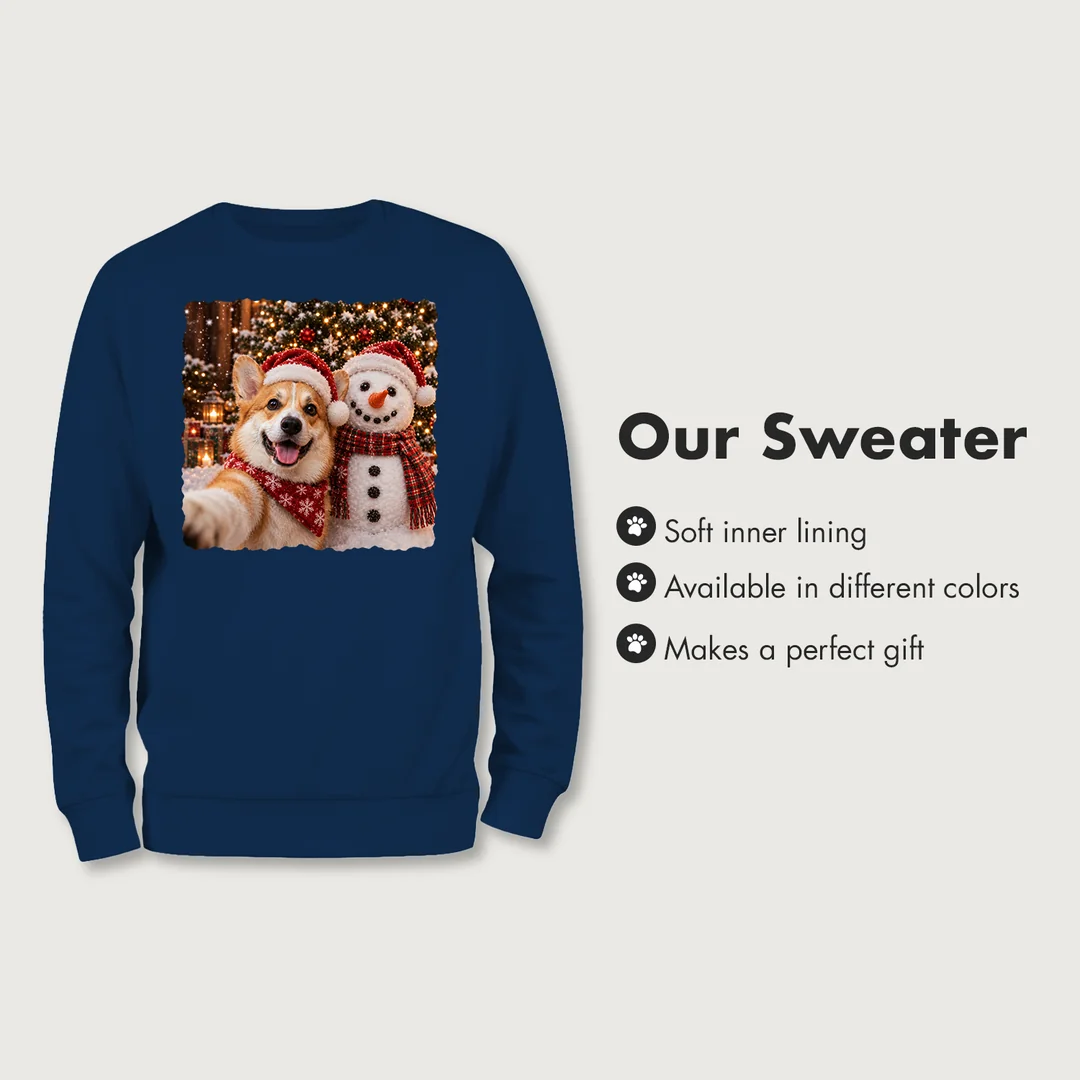 Our Sweater
Soft inner lining
Available in different colors
Makes a perfect gift